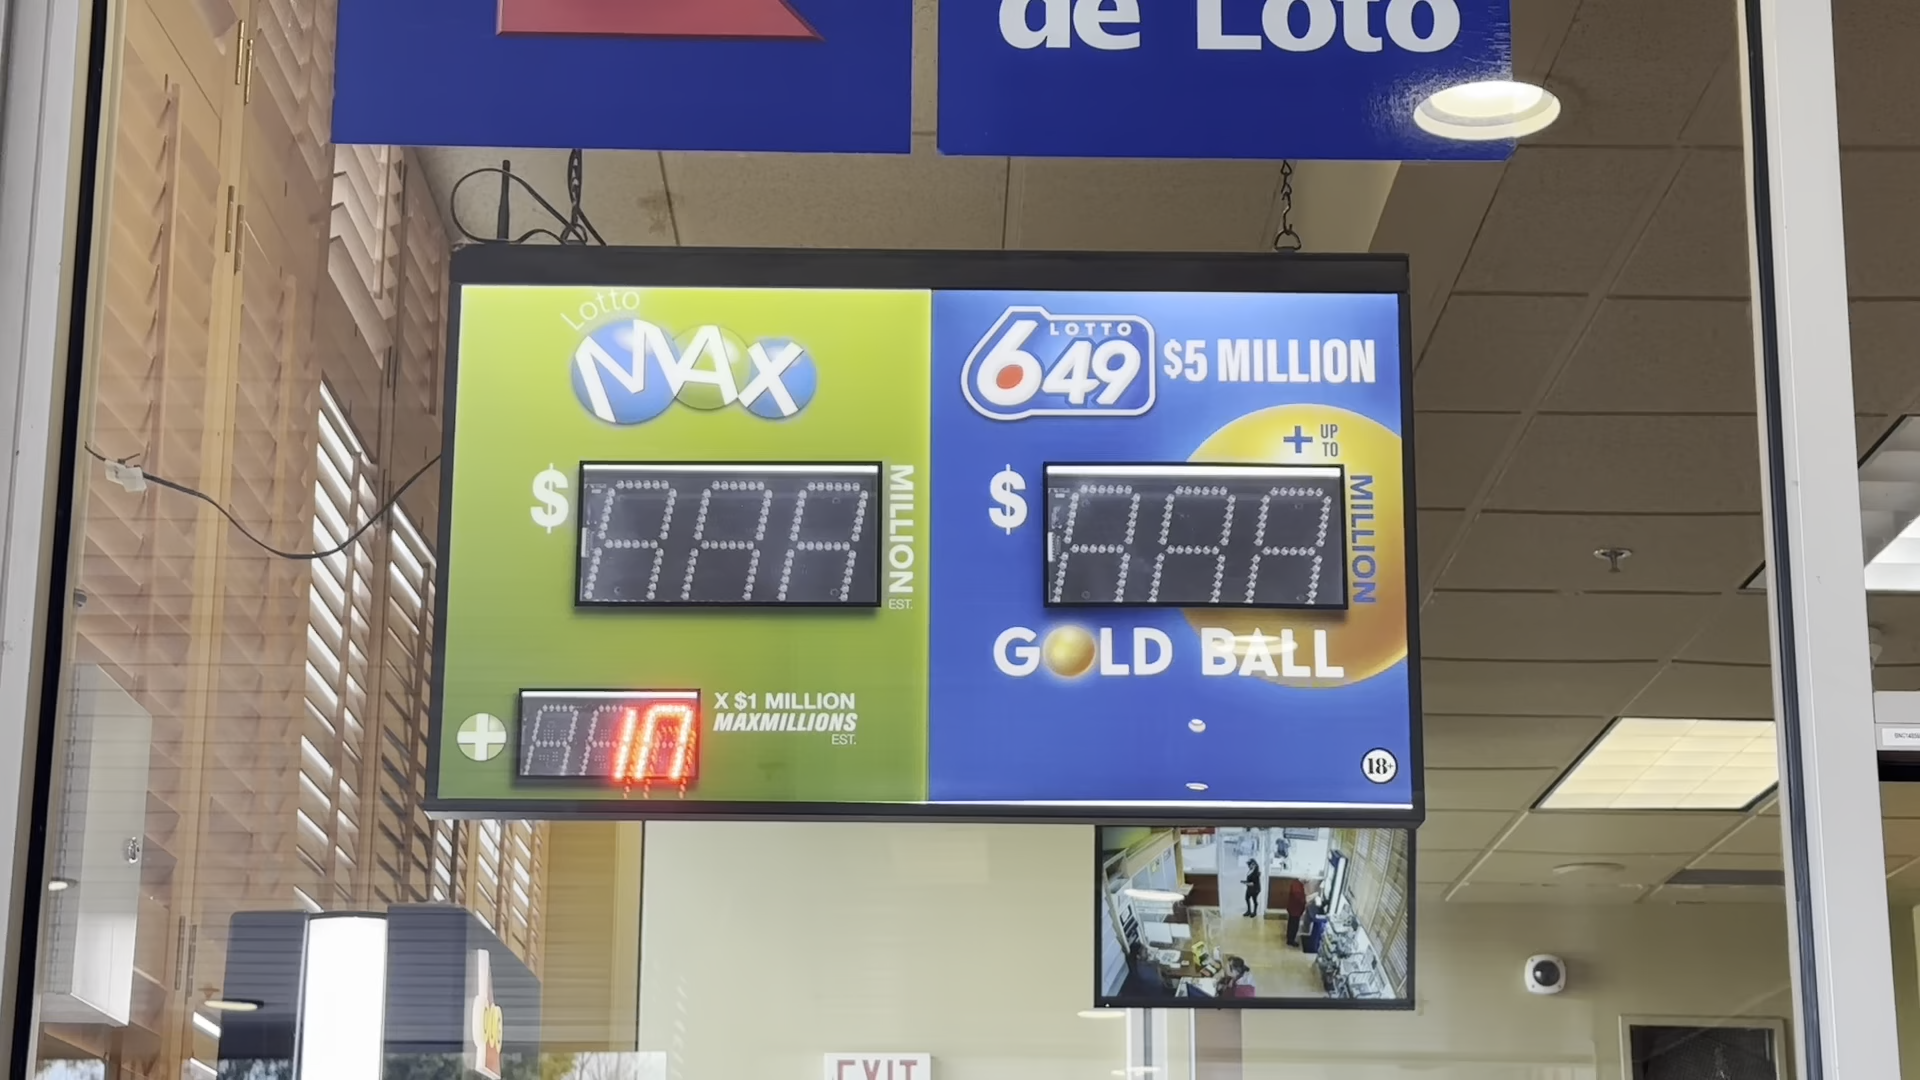 de Loto
Lotto
MAX
$
MILLION
EST.
X $1 MILLION
MAXMILLIONS
EST.
LOTTO
649
$5 MILLION
+ UP
TO
$
MILLION
GOLD BALL
18+
EXIT